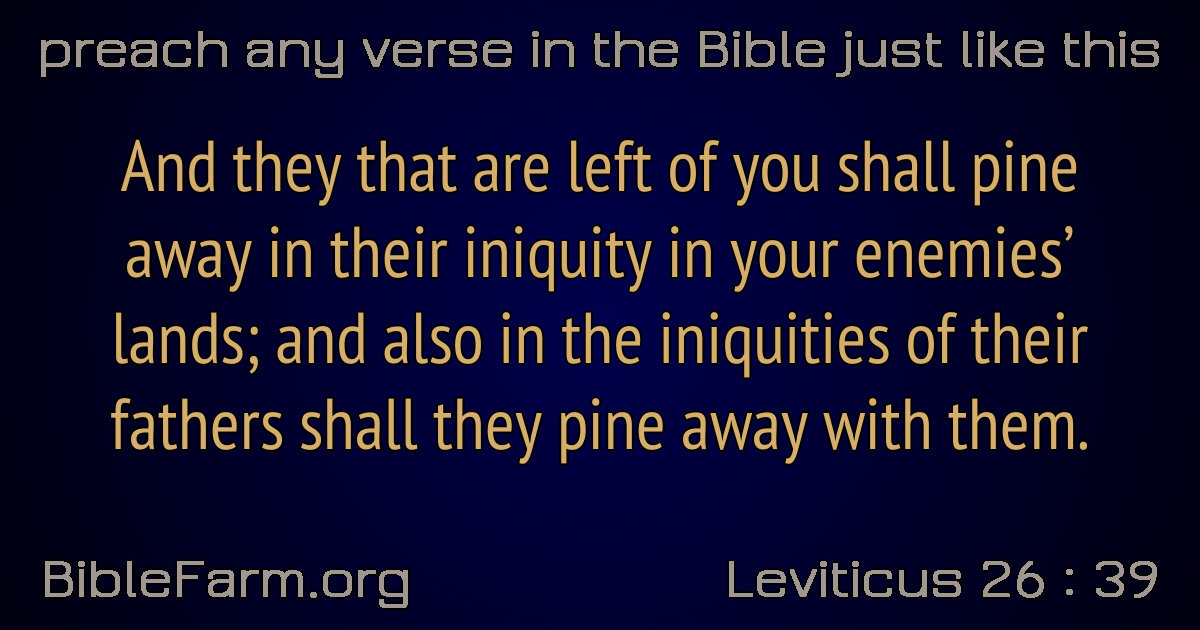 preach any verse in the Bible just like this
And they that are left of you shall pine
away in their iniquity in your enemies’
lands; and also in the iniquities of their
fathers shall they pine away with them.
BibleFarm.org
Leviticus 26 : 39